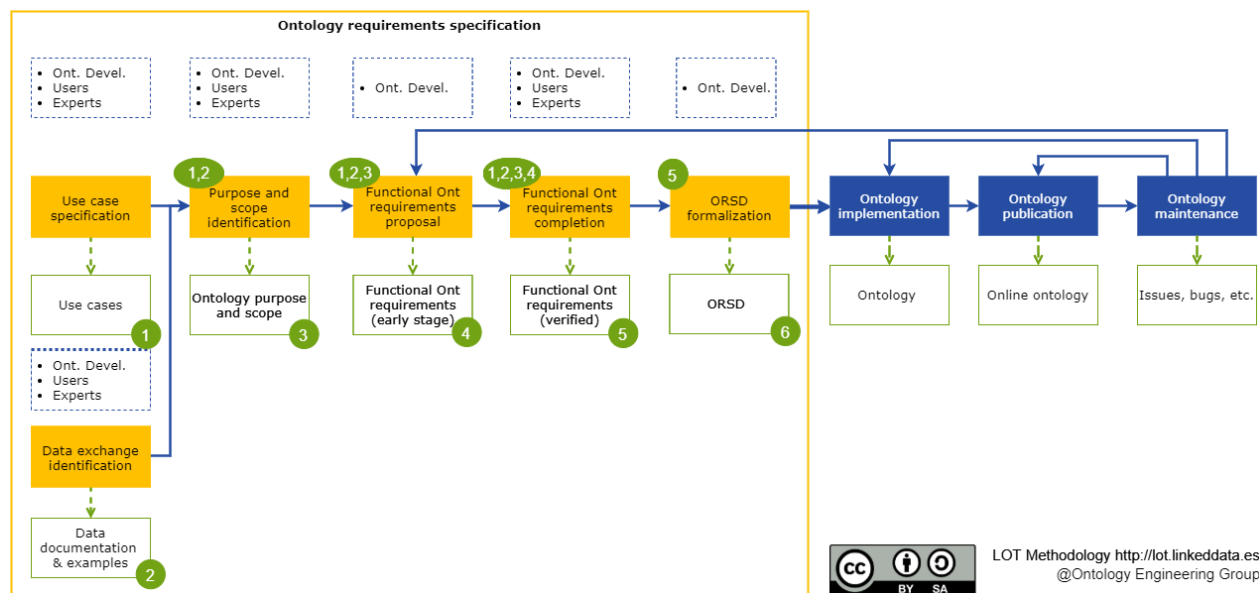 Ontology requirements specification
• Ont. Devel.
• Users
• Experts
• Ont. Devel.
• Users
• Experts
• Ont. Devel.
• Ont. Devel.
• Users
• Experts
• Ont. Devel.
Use case
specification
1,2
Purpose and
scope
identification
1,2,3
Functional Ont
requirements
proposal
1,2,3,4
Functional Ont
requirements
completion
5
ORSD
formalization
Ontology
implementation
Ontology
publication
Ontology
maintenance
Use cases
1
Ontology purpose
and scope
3
Functional Ont
requirements
(early stage)
4
Functional Ont
requirements
(verified)
5
ORSD
6
Ontology
Online ontology
Issues, bugs, etc.
• Ont. Devel.
• Users
• Experts
Data exchange
identification
Data
documentation
& examples
2
cc
BY SA
LOT Methodology http://lot.linkeddata.es
@Ontology Engineering Group